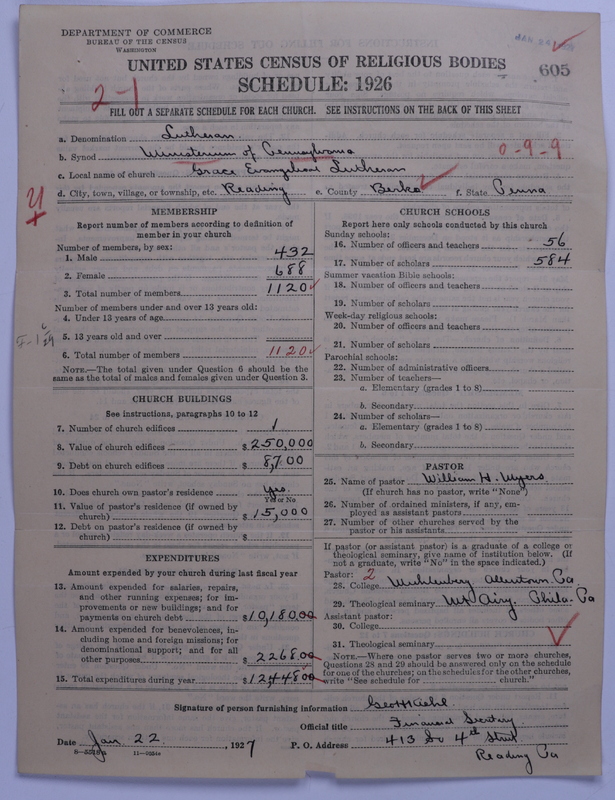 DEPARTMENT OF COMMERCE
BUREAU OF THE CENSUS
WASHINGTON
UNITED STATES CENSUS OF RELIGIOUS BODIES
605
SCHEDULE: 1926
2-1
FILL OUT A SEPARATE SCHEDULE FOR EACH CHURCH. SEE INSTRUCTIONS ON THE BACK OF THIS SHEET
a. Denomination Lutheran
b. Synod Ministerium of Pennsylvania
0-9-9
c. Local name of church Grace Evangelical Lutheran
d. City, town, village, or township, etc. Reading e. County Berks f. State Penna
MEMBERSHIP
Report number of members according to definition of
member in your church
Number of members, by sex:
1. Male 432
2. Female 688
3. Total number of members 1120
Number of members under and over 13 years old:
4. Under 13 years of age
5. 13 years old and over
6. Total number of members 1120
NOTE.—The total given under Question 6 should be the
same as the total of males and females given under Question 3.
CHURCH BUILDINGS
See instructions, paragraphs 10 to 12
7. Number of church edifices 1
8. Value of church edifices $250,000
9. Debt on church edifices $8,700
10. Does church own pastor's residence Yes
Yes or No
11. Value of pastor's residence (if owned by
church) $15,000
12. Debt on pastor's residence (if owned by
church) $
EXPENDITURES
Amount expended by your church during last fiscal year
13. Amount expended for salaries, repairs,
and other running expenses; for im-
provements or new buildings; and for
payments on church debt $10,180.00
14. Amount expended for benevolences, in-
cluding home and foreign missions; for
denominational support; and for all
other purposes $2268.00
15. Total expenditures during year $12,448.00
CHURCH SCHOOLS
Report here only schools conducted by this church
Sunday schools:
16. Number of officers and teachers 56
17. Number of scholars 584
Summer vacation Bible schools:
18. Number of officers and teachers
19. Number of scholars
Week-day religious schools:
20. Number of officers and teachers
21. Number of scholars
Parochial schools:
22. Number of administrative officers
23. Number of teachers—
a. Elementary (grades 1 to 8)
b. Secondary
24. Number of scholars—
a. Elementary (grades 1 to 8)
b. Secondary
PASTOR
25. Name of pastor William H. Myers
(If church has no pastor, write "None")
26. Number of ordained ministers, if any, em-
ployed as assistant pastors
27. Number of other churches served by the
pastor or his assistants
If pastor (or assistant pastor) is a graduate of a college or
theological seminary, give name of institution below. (If
not a graduate, write "No" in the space indicated.)
Pastor: 2
28. College Muhlenberg Allentown Pa.
29. Theological seminary Mt Airy. Phila. Pa
Assistant pastor:
30. College
31. Theological seminary
NOTE.—Where one pastor serves two or more churches,
Questions 28 and 29 should be answered only on the schedule
for one of the churches; on the schedules for the other churches,
write "See schedule for church."
Signature of person furnishing information Geo H Kiehl
Official title Financial Secretary
Date Jan 22, 1927 P. O. Address 413 So 4th Street
Reading Pa